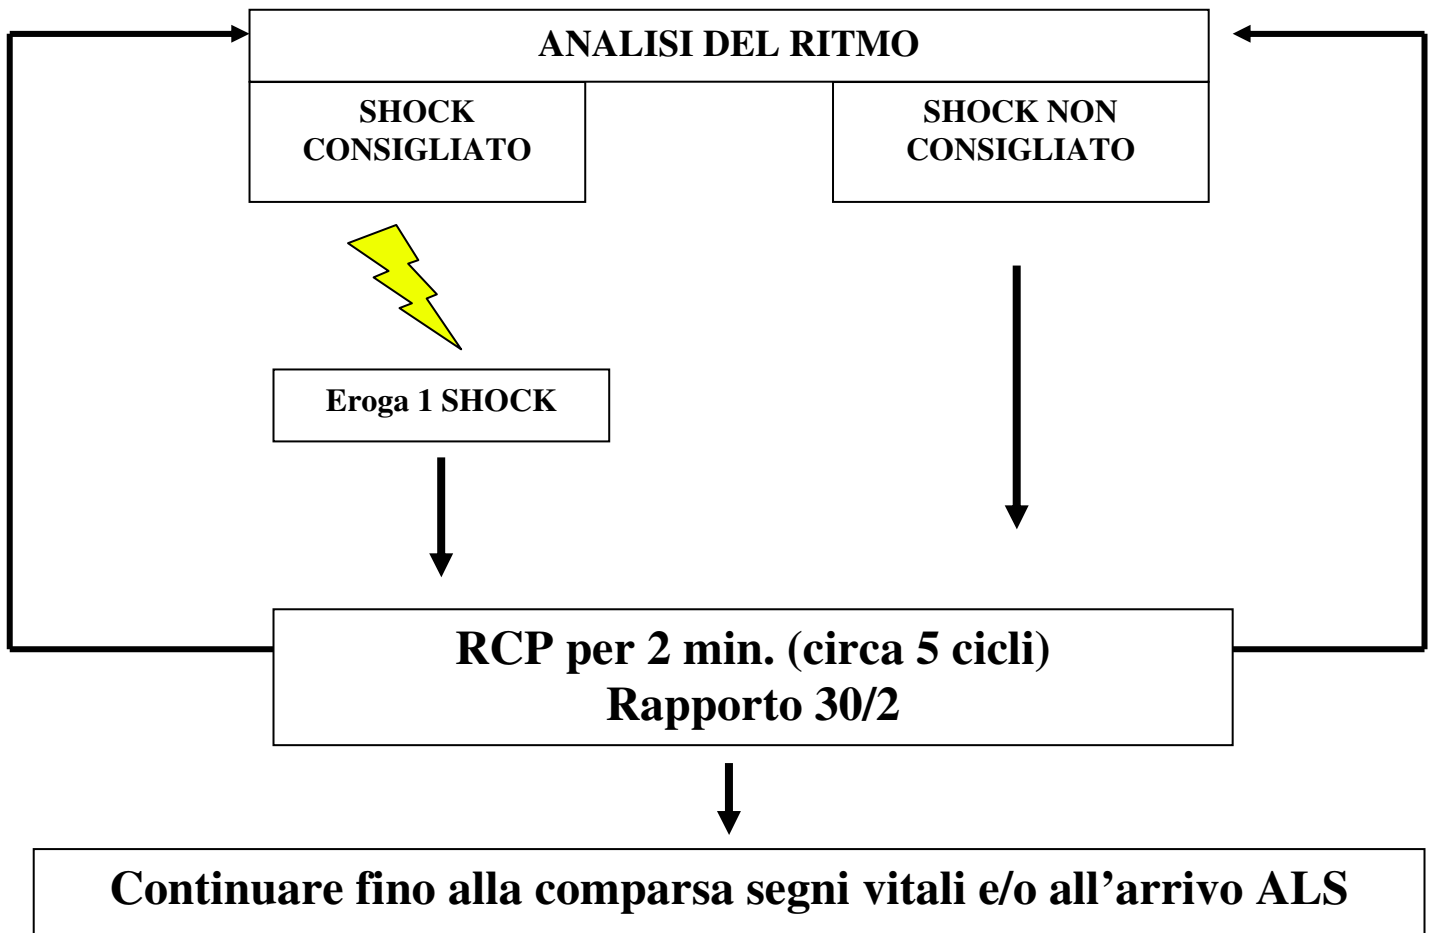 ANALISI DEL RITMO
SHOCK
CONSIGLIATO
SHOCK NON
CONSIGLIATO
Eroga 1 SHOCK
RCP per 2 min. (circa 5 cicli)
Rapporto 30/2
Continuare fino alla comparsa segni vitali e/o all’arrivo ALS